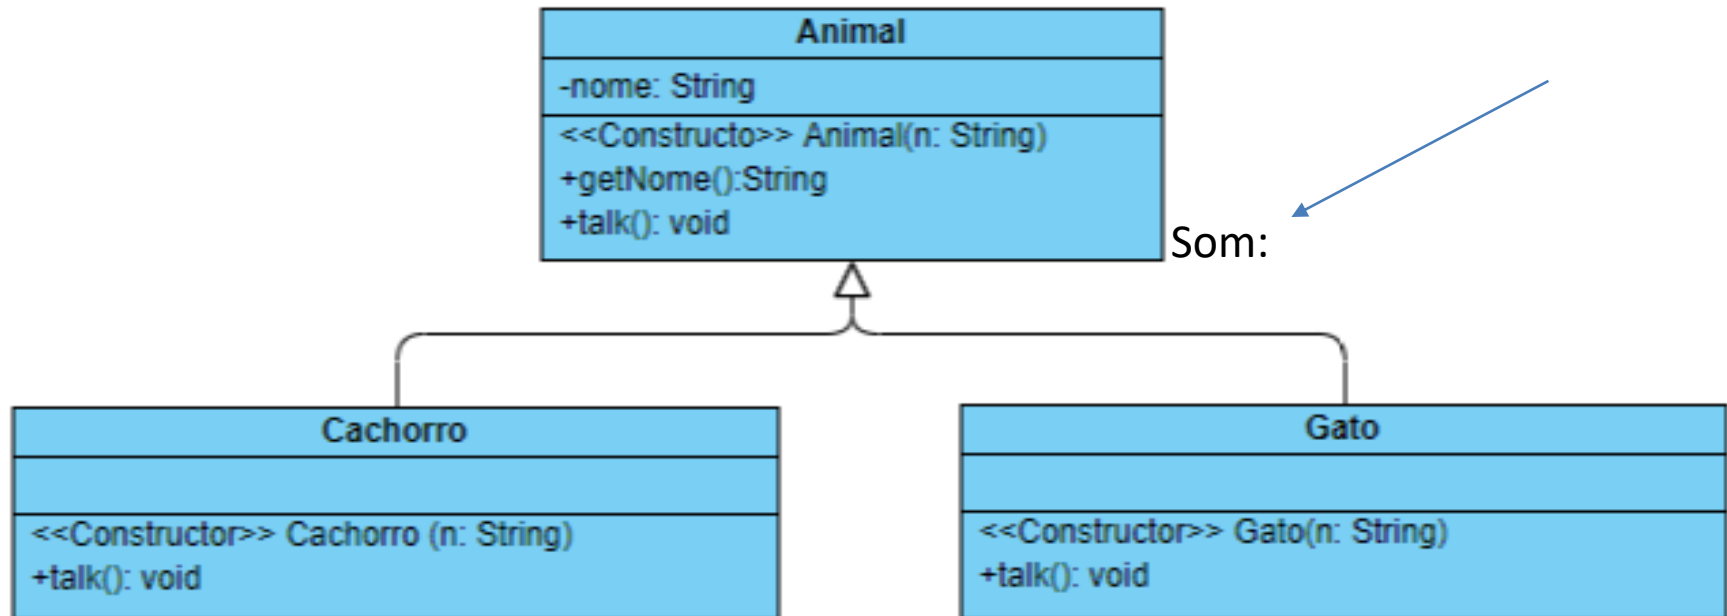 Animal
-nome: String
<<Constructo>> Animal(n: String)
+getNome():String
+talk(): void
Som:
Cachorro
<<Constructor>> Cachorro (n: String)
+talk(): void
Gato
<<Constructor>> Gato(n: String)
+talk(): void